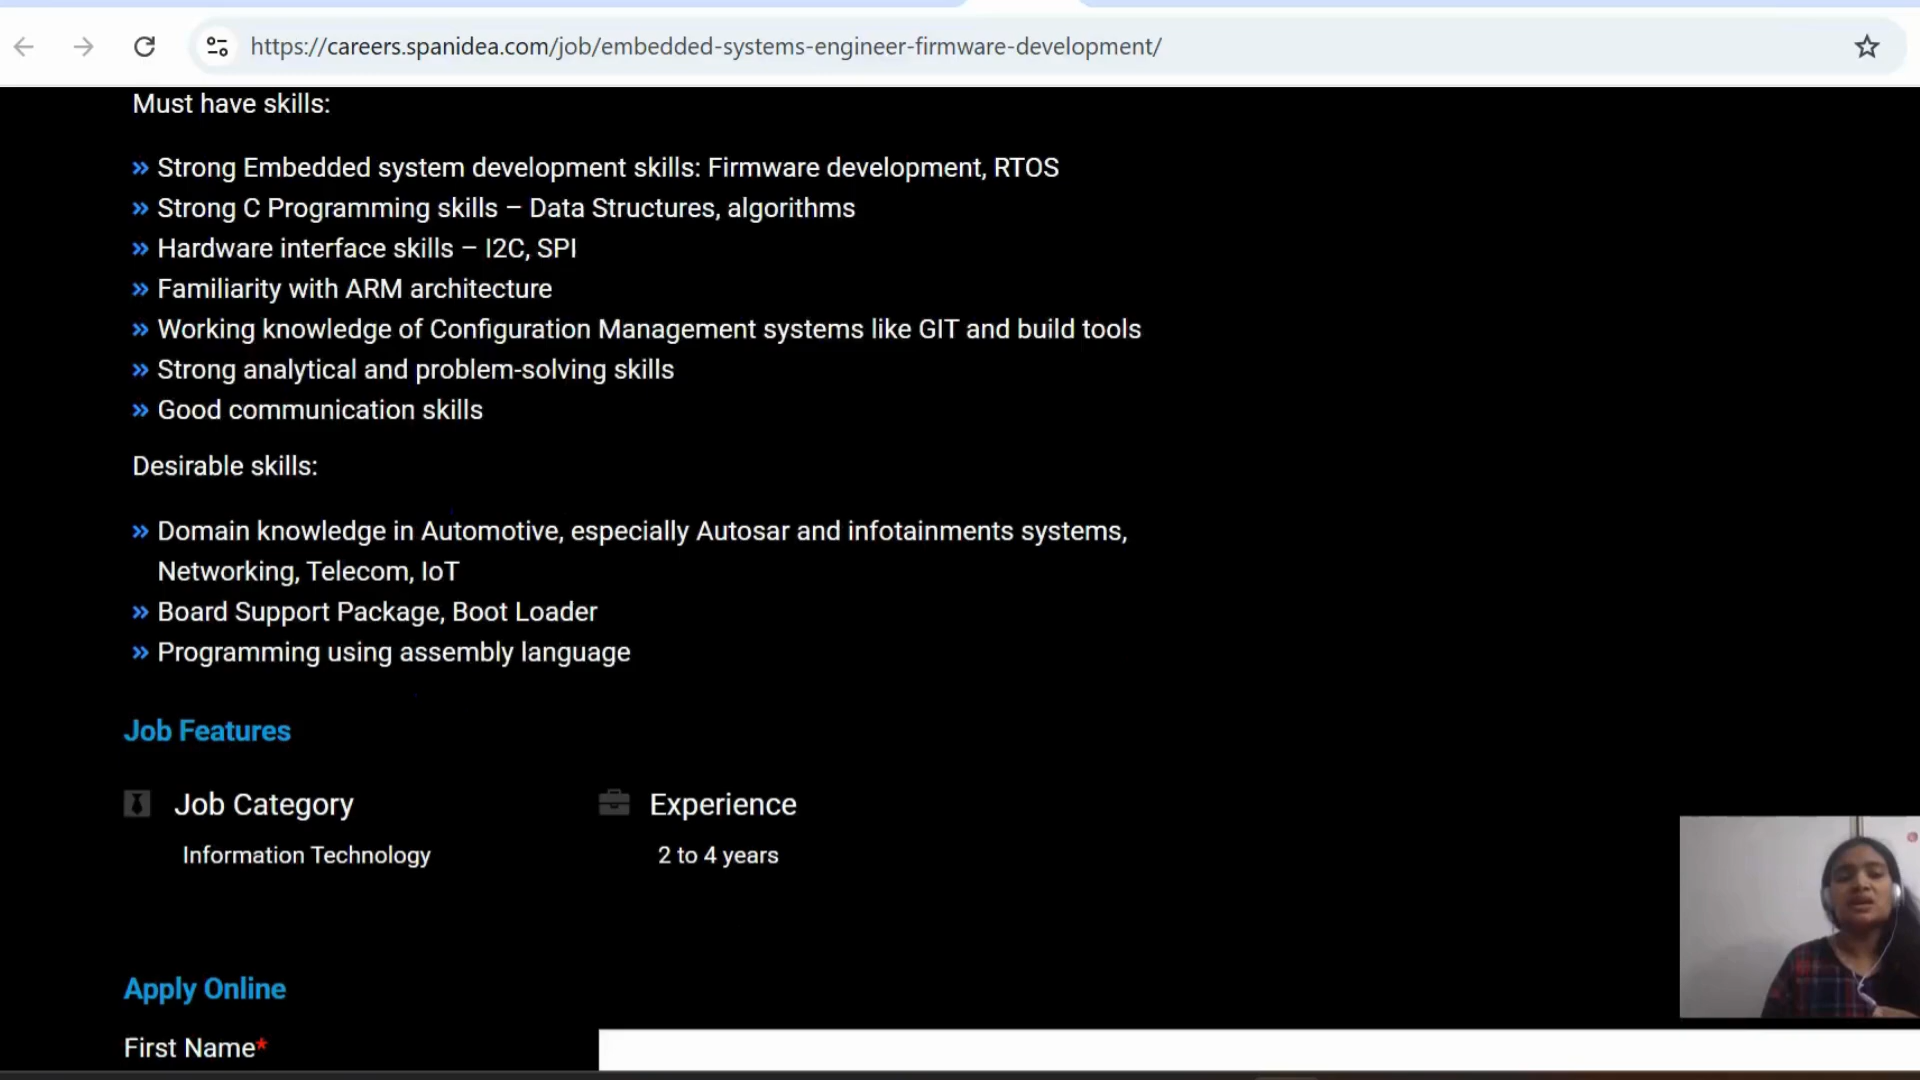 https://careers.spanidea.com/job/embedded-systems-engineer-firmware-development/
Must have skills:
» Strong Embedded system development skills: Firmware development, RTOS
» Strong C Programming skills – Data Structures, algorithms
» Hardware interface skills – I2C, SPI
» Familiarity with ARM architecture
» Working knowledge of Configuration Management systems like GIT and build tools
» Strong analytical and problem-solving skills
» Good communication skills
Desirable skills:
» Domain knowledge in Automotive, especially Autosar and infotainments systems,
Networking, Telecom, IoT
» Board Support Package, Boot Loader
» Programming using assembly language
Job Features
Job Category
Experience
Information Technology
2 to 4 years
Apply Online
First Name*